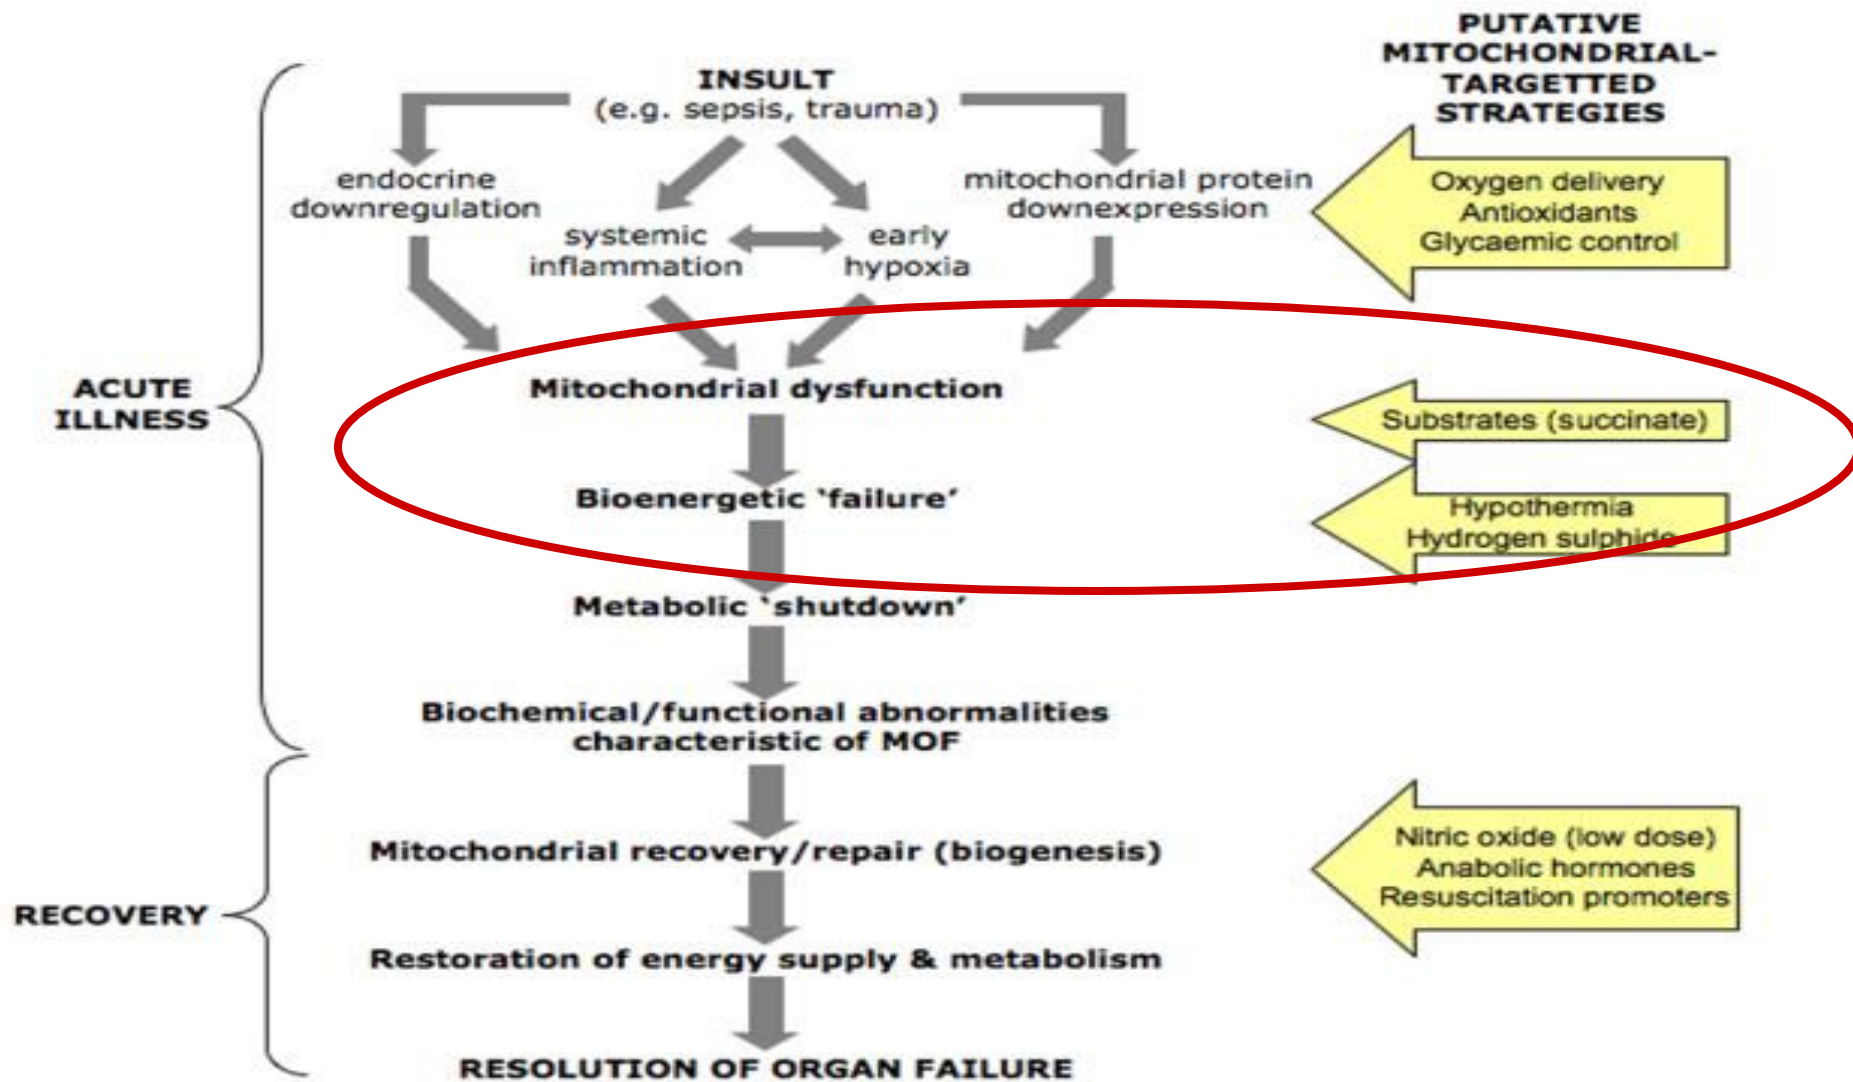 PUTATIVE
MITOCHONDRIAL-
TARGETTED
STRATEGIES
INSULT
(e.g. sepsis, trauma)
endocrine
downregulation
systemic
inflammation
early
hypoxia
mitochondrial protein
downexpression
Oxygen delivery
Antioxidants
Glycaemic control
ACUTE
ILLNESS
Mitochondrial dysfunction
Substrates (succinate)
Bioenergetic ‘failure’
Hypothermia
Hydrogen sulphide
Metabolic ‘shutdown’
Biochemical/functional abnormalities
characteristic of MOF
Mitochondrial recovery/repair (biogenesis)
Nitric oxide (low dose)
Anabolic hormones
Resuscitation promoters
RECOVERY
Restoration of energy supply & metabolism
RESOLUTION OF ORGAN FAILURE